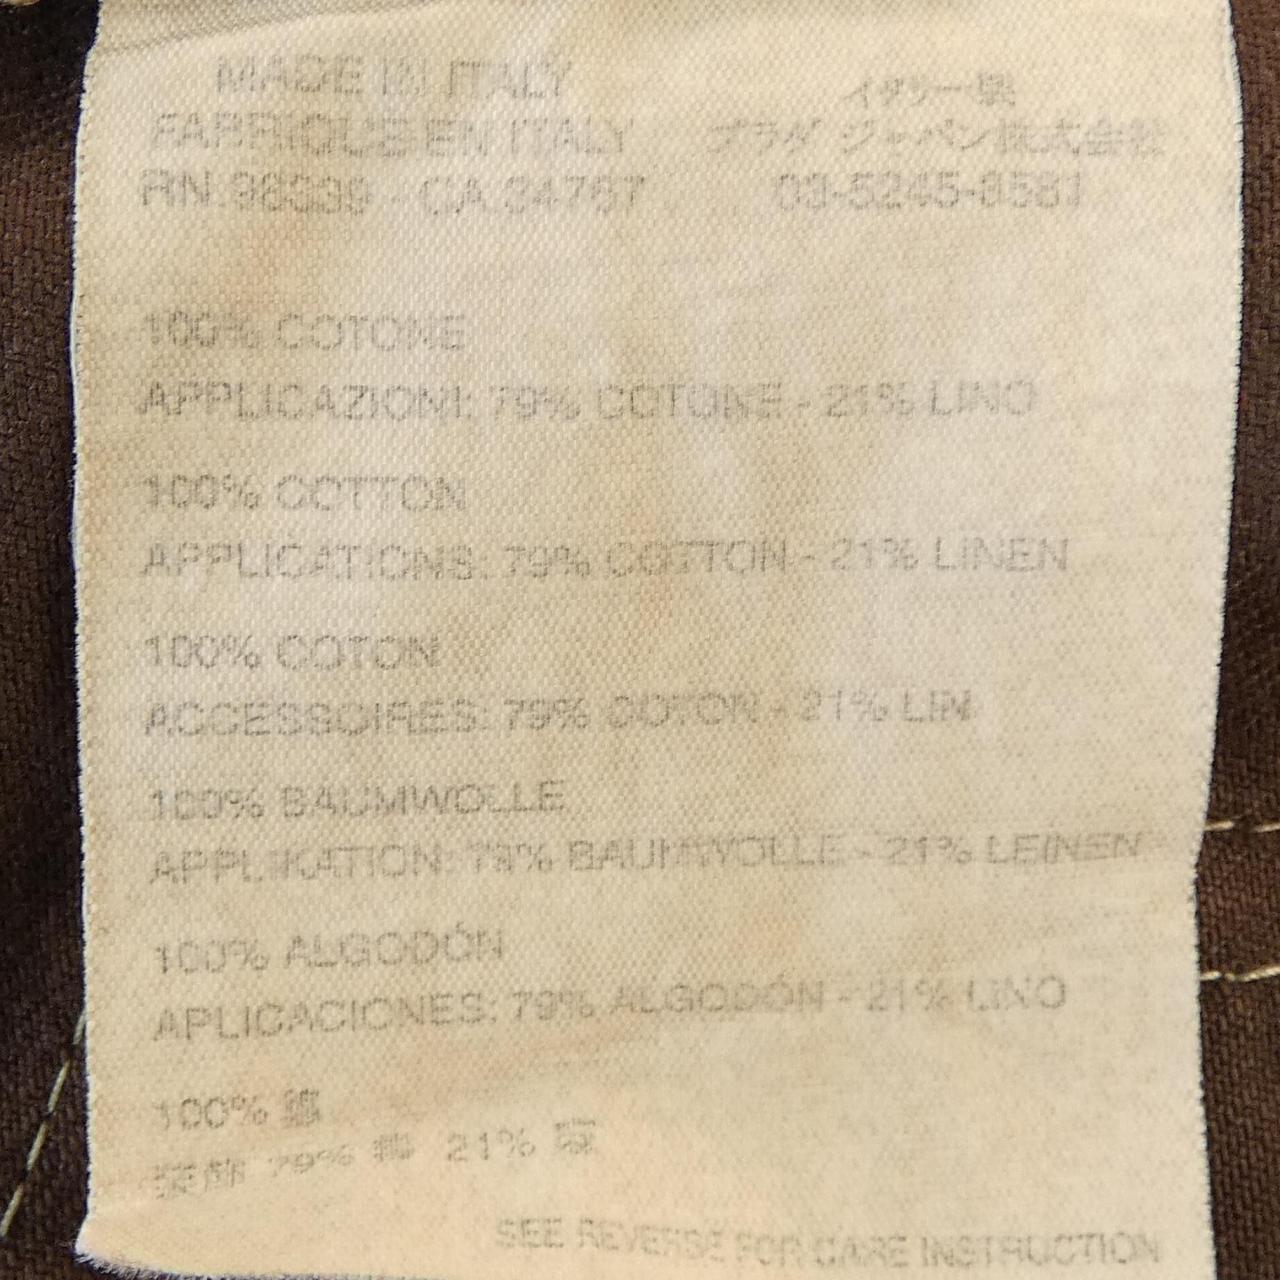 MADE IN ITALY
FABRIQUE EN ITALY
RN.98339 - CA.34767
イタリー製
プラダ ジャパン株式会社
03-5245-8581
100% COTONE
APPLICAZIONI: 79% COTONE - 21% LINO
100% COTTON
APPLICATIONS: 79% COTTON - 21% LINEN
100% COTON
ACCESSOIRES: 79% COTON - 21% LIN
100% BAUMWOLLE
APPLIKATION: 79% BAUMWOLLE - 21% LEINEN
100% ALGODÓN
APLICACIONES: 79% ALGODÓN - 21% LINO
100% 綿
79% 綿 21%
SEE REVERSE FOR CARE INSTRUCTION